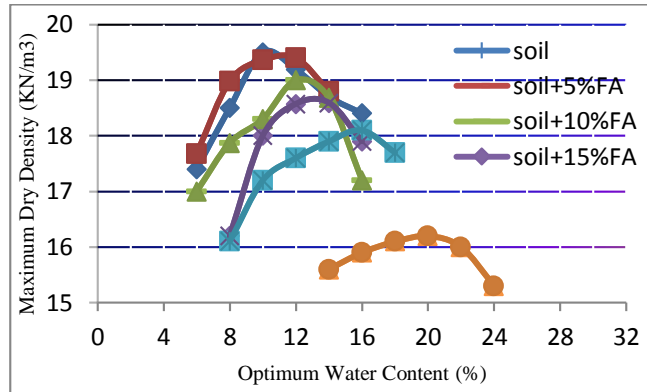 Maximum Dry Density (KN/m3)
20
19
18
17
16
15
0 4 8 12 16 20 24 28 32
Optimum Water Content (%)
soil
soil+5%FA
soil+10%FA
soil+15%FA